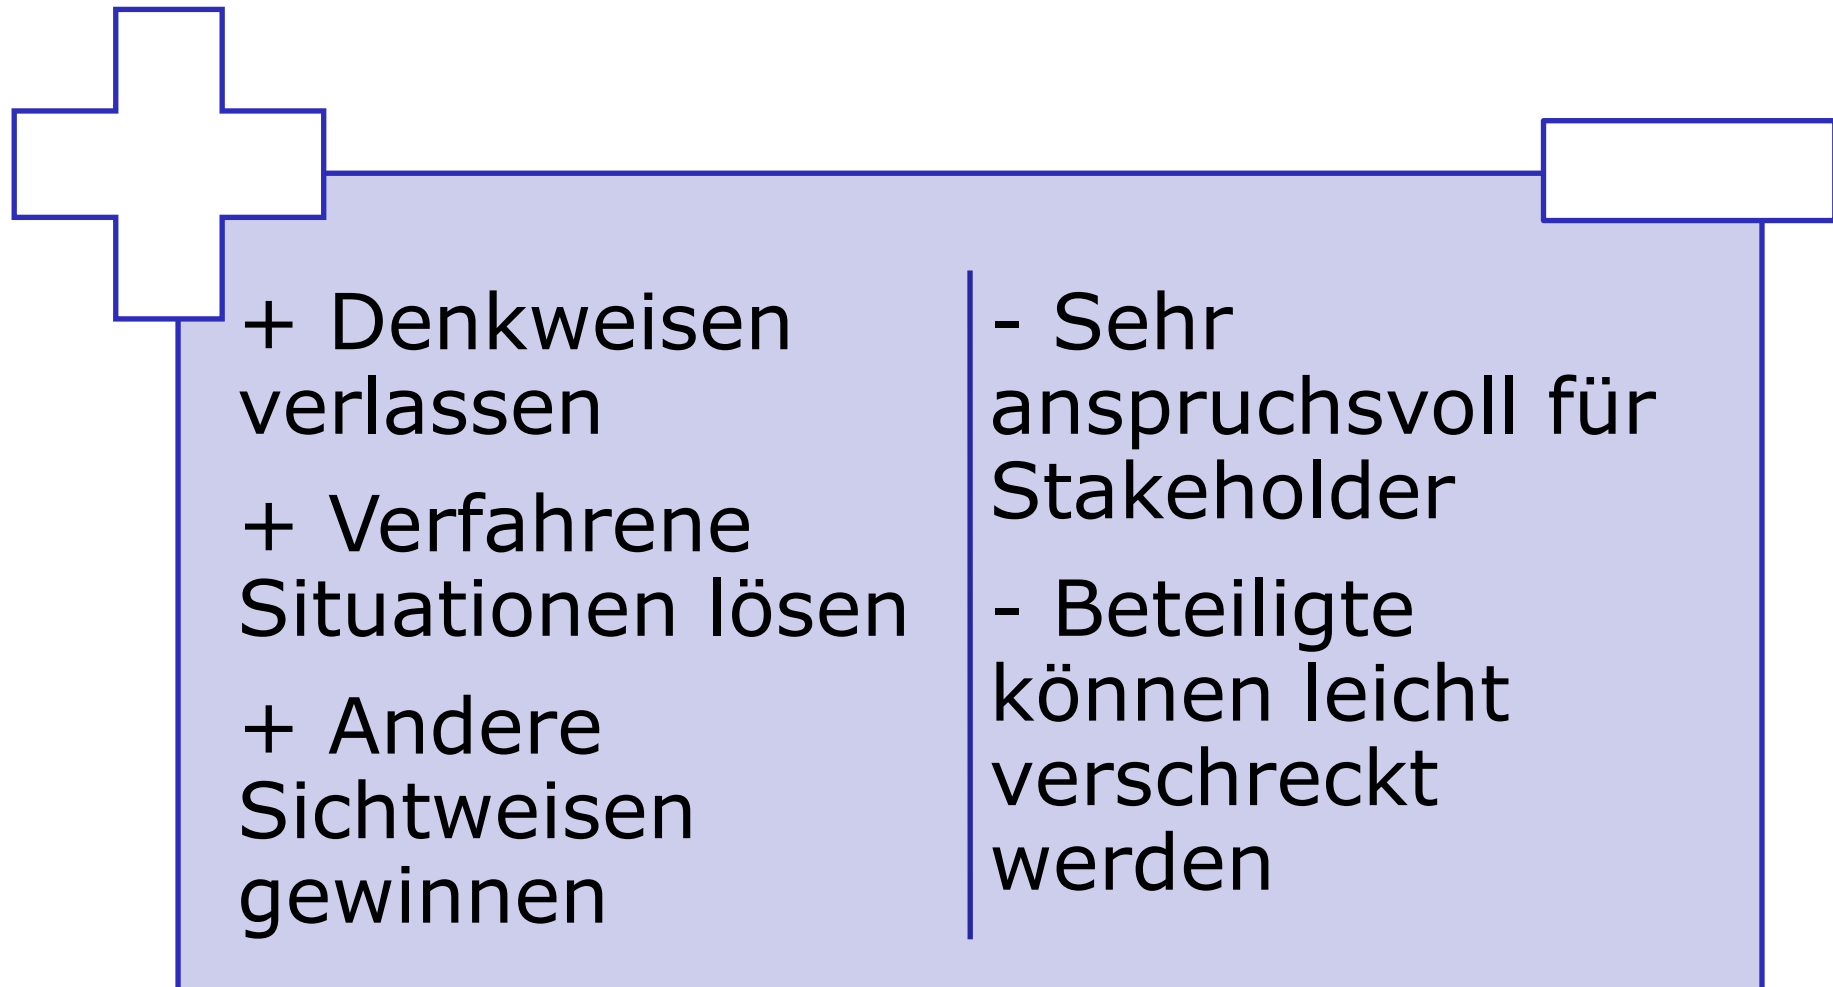 + Denkweisen
verlassen
+ Verfahrene
Situationen lösen
+ Andere
Sichtweisen
gewinnen
- Sehr
anspruchsvoll für
Stakeholder
- Beteiligte
können leicht
verschreckt
werden